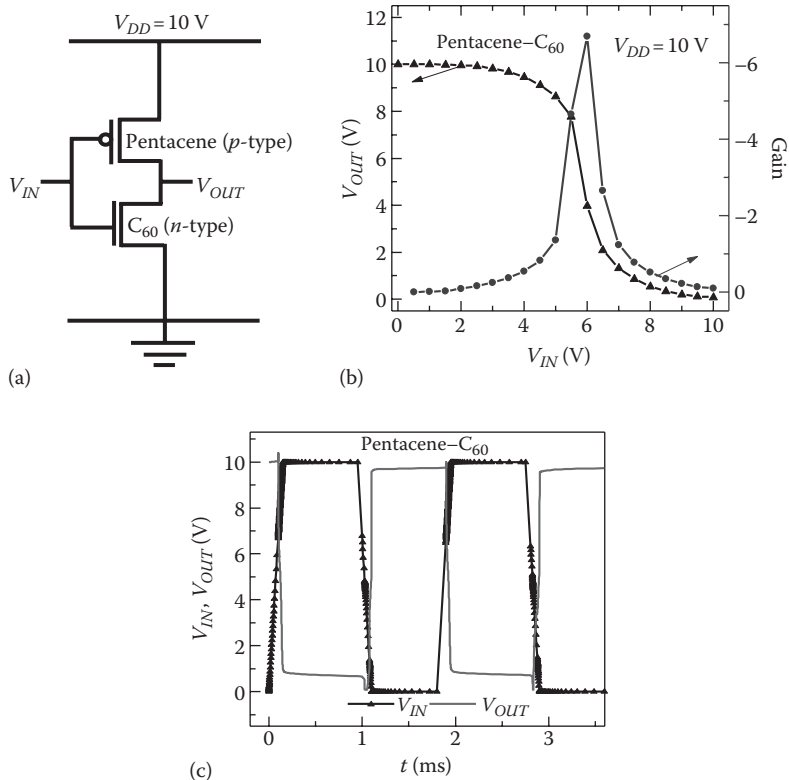 V_DD = 10 V
Pentacene (p-type)
V_IN
V_OUT
C₆₀ (n-type)
(a)
12
10
8
6
4
2
0
V_OUT (V)
Pentacene–C₆₀
V_DD = 10 V
−6
−4
−2
0
Gain
0 2 4 6 8 10
V_IN (V)
(b)
Pentacene–C₆₀
10
8
6
4
2
0
V_IN, V_OUT (V)
V_IN V_OUT
0 1 2 3
t (ms)
(c)